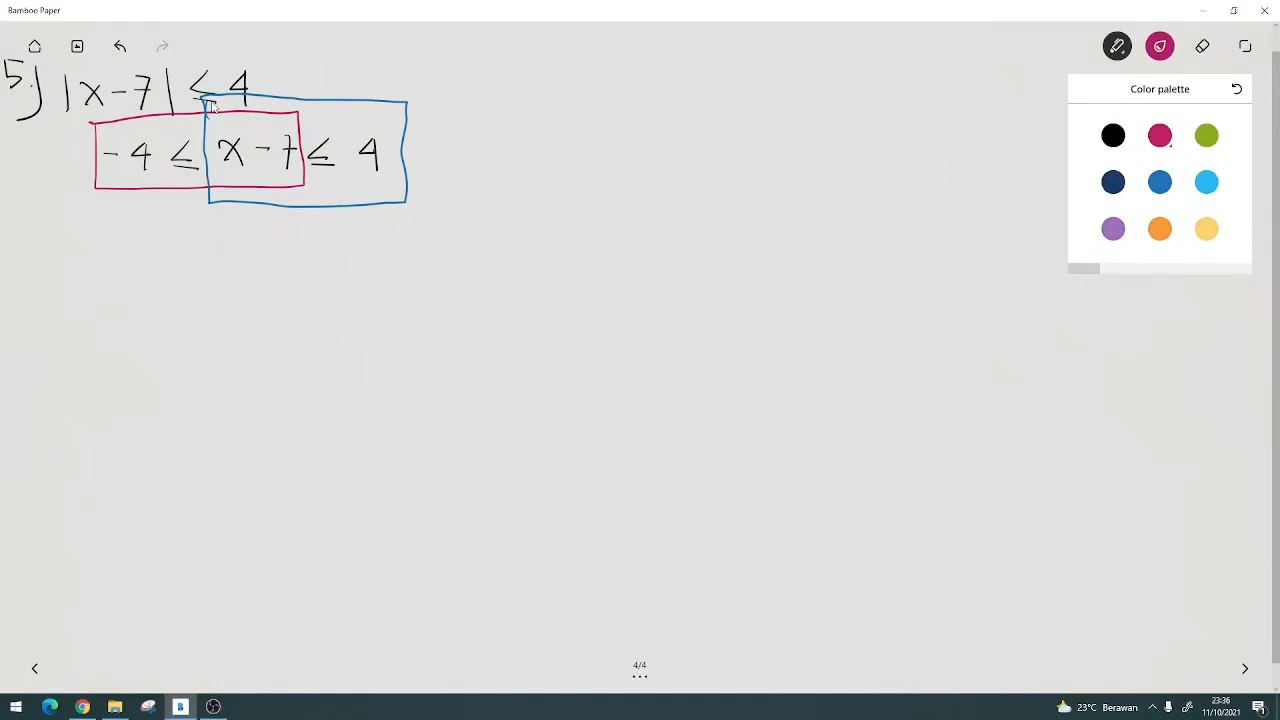 Bamboo Paper
5.) |x-7| ≤ 4
-4 ≤ x-7 ≤ 4
Color palette
4/4
23°C Berawan
23:36
11/10/2021
1